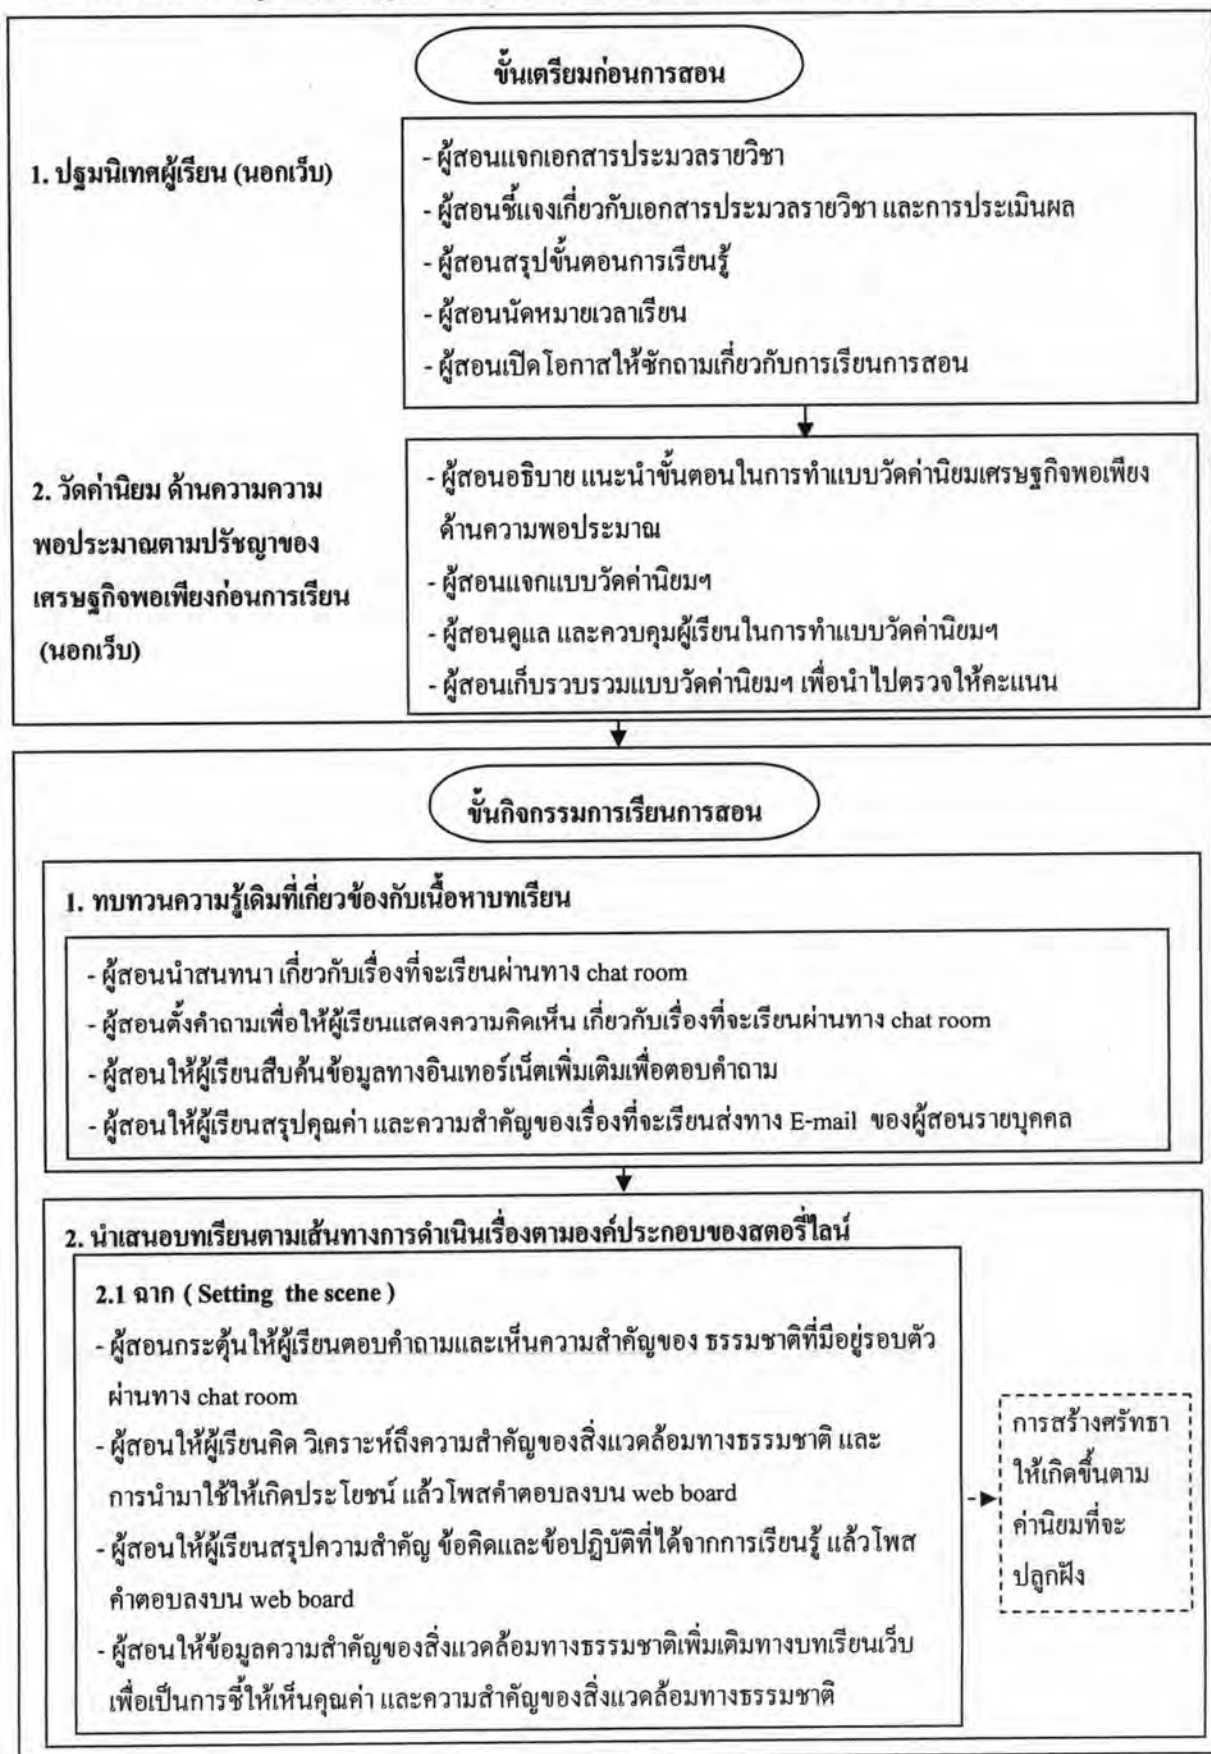 ขั้นเตรียมก่อนการสอน
1. ปฐมนิเทศผู้เรียน (นอกเว็บ)
- ผู้สอนแจกเอกสารประมวลรายวิชา
- ผู้สอนชี้แจงเกี่ยวกับเอกสารประมวลรายวิชา และการประเมินผล
- ผู้สอนสรุปขั้นตอนการเรียนรู้
- ผู้สอนนัดหมายเวลาเรียน
- ผู้สอนเปิดโอกาสให้ซักถามเกี่ยวกับการเรียนการสอน
2. วัดค่านิยม ด้านความความ
พอประมาณตามปรัชญาของ
เศรษฐกิจพอเพียงก่อนการเรียน
(นอกเว็บ)
- ผู้สอนอธิบาย แนะนำขั้นตอนในการทำแบบวัดค่านิยมเศรษฐกิจพอเพียง
ด้านความพอประมาณ
- ผู้สอนแจกแบบวัดค่านิยมฯ
- ผู้สอนดูแล และควบคุมผู้เรียนในการทำแบบวัดค่านิยมฯ
- ผู้สอนเก็บรวบรวมแบบวัดค่านิยมฯ เพื่อนำไปตรวจให้คะแนน
ขั้นกิจกรรมการเรียนการสอน
1. ทบทวนความรู้เดิมที่เกี่ยวข้องกับเนื้อหาบทเรียน
- ผู้สอนนำสนทนา เกี่ยวกับเรื่องที่จะเรียนผ่านทาง chat room
- ผู้สอนตั้งคำถามเพื่อให้ผู้เรียนแสดงความคิดเห็น เกี่ยวกับเรื่องที่จะเรียนผ่านทาง chat room
- ผู้สอนให้ผู้เรียนสืบค้นข้อมูลทางอินเทอร์เน็ตเพิ่มเติมเพื่อตอบคำถาม
- ผู้สอนให้ผู้เรียนสรุปคุณค่า และความสำคัญของเรื่องที่จะเรียนส่งทาง E-mail ของผู้สอนรายบุคคล
2. นำเสนอบทเรียนตามเส้นทางการดำเนินเรื่องตามองค์ประกอบของสตอรี่ไลน์
2.1 ฉาก ( Setting the scene )
- ผู้สอนกระตุ้นให้ผู้เรียนตอบคำถามและเห็นความสำคัญของ ธรรมชาติที่มีอยู่รอบตัว
ผ่านทาง chat room
- ผู้สอนให้ผู้เรียนคิด วิเคราะห์ถึงความสำคัญของสิ่งแวดล้อมทางธรรมชาติ และ
การนำมาใช้ให้เกิดประโยชน์ แล้วโพสคำตอบลงบน web board
- ผู้สอนให้ผู้เรียนสรุปความสำคัญ ข้อคิดและข้อปฏิบัติที่ได้จากการเรียนรู้ แล้วโพส
คำตอบลงบน web board
- ผู้สอนให้ข้อมูลความสำคัญของสิ่งแวดล้อมทางธรรมชาติเพิ่มเติมทางบทเรียนเว็บ
เพื่อเป็นการชี้ให้เห็นคุณค่า และความสำคัญของสิ่งแวดล้อมทางธรรมชาติ
การสร้างศรัทธา
ให้เกิดขึ้นตาม
ค่านิยมที่จะ
ปลูกฝัง